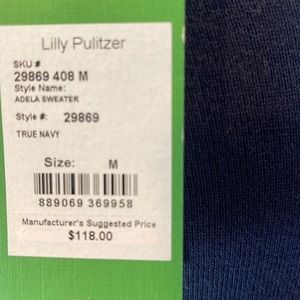 Lilly Pulitzer
SKU #
29869 408 M
Style Name:
ADELA SWEATER
Style #: 29869
TRUE NAVY
Size: M
889069 369958
Manufacturer's Suggested Price
$118.00